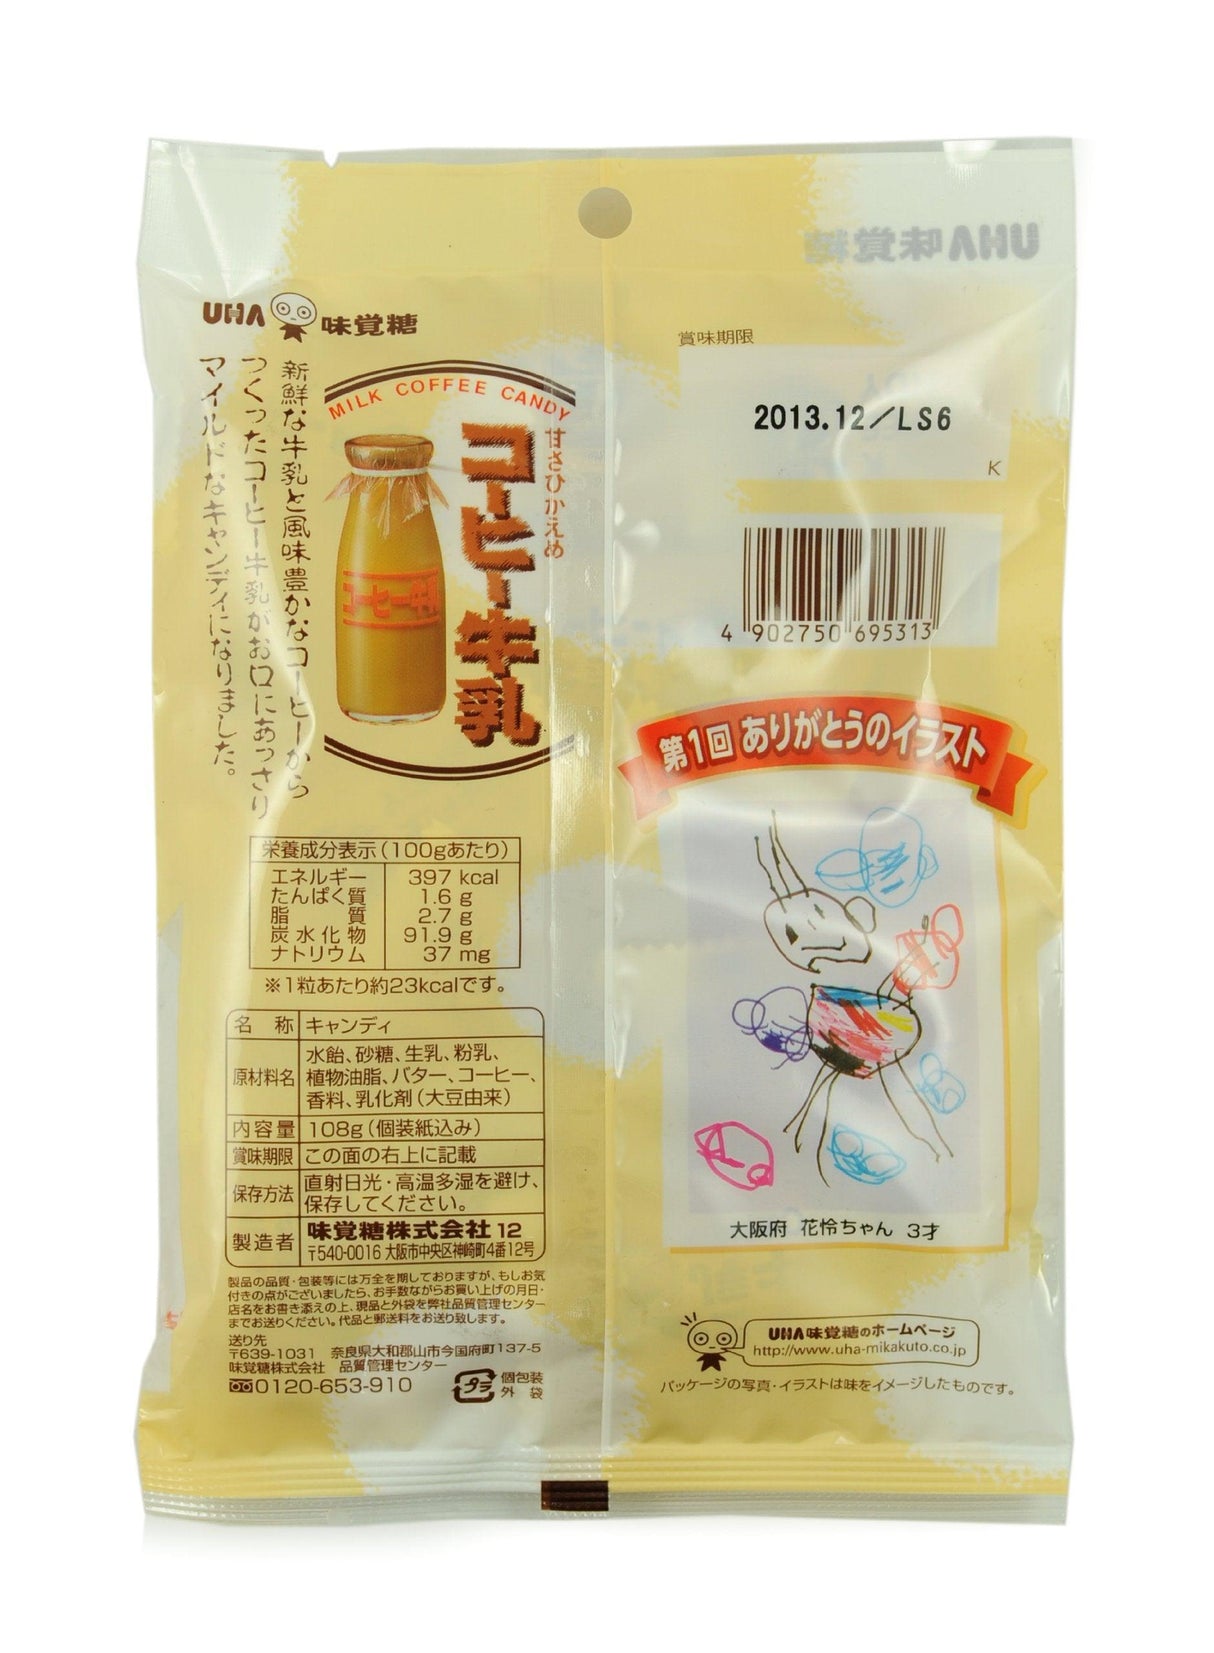 UHA味覚糖
UHA 味覚糖
新鮮な牛乳と風味豊かなコーヒーから
つくったコーヒー牛乳がお口にあっさり
マイルドなキャンディになりました。
MILK COFFEE CANDY
甘さひかえめ
コーヒー牛乳
コーヒー牛乳
賞味期限
2013.12/LS6
K
4 902750 695313
第1回 ありがとうのイラスト
大阪府 花怜ちゃん 3才
栄養成分表示(100gあたり)
エネルギー 397 kcal
たんぱく質 1.6 g
脂質 2.7 g
炭水化物 91.9 g
ナトリウム 37 mg
※1粒あたり約23kcalです。
名称 キャンディ
原材料名 水飴、砂糖、生乳、粉乳、
植物油脂、バター、コーヒー、
香料、乳化剤(大豆由来)
内容量 108g(個装紙込み)
賞味期限 この面の右上に記載
保存方法 直射日光・高温多湿を避け、
保存してください。
製造者 味覚糖株式会社 12
〒540-0016 大阪市中央区神崎町4番12号
製品の品質・包装等には万全を期しておりますが、もしお気
付きの点がございましたら、お手数ながらお買い上げの月日・
店名をお書き添えの上、現品と外袋を弊社品質管理センター
までお送りください。代品と郵送料をお送り致します。
送り先
〒639-1031 奈良県大和郡山市今国府町137-5
味覚糖株式会社 品質管理センター
0120-653-910
プラ
個包装
外袋
UHA味覚糖のホームページ
http://www.uha-mikakuto.co.jp
パッケージの写真・イラストは味をイメージしたものです。